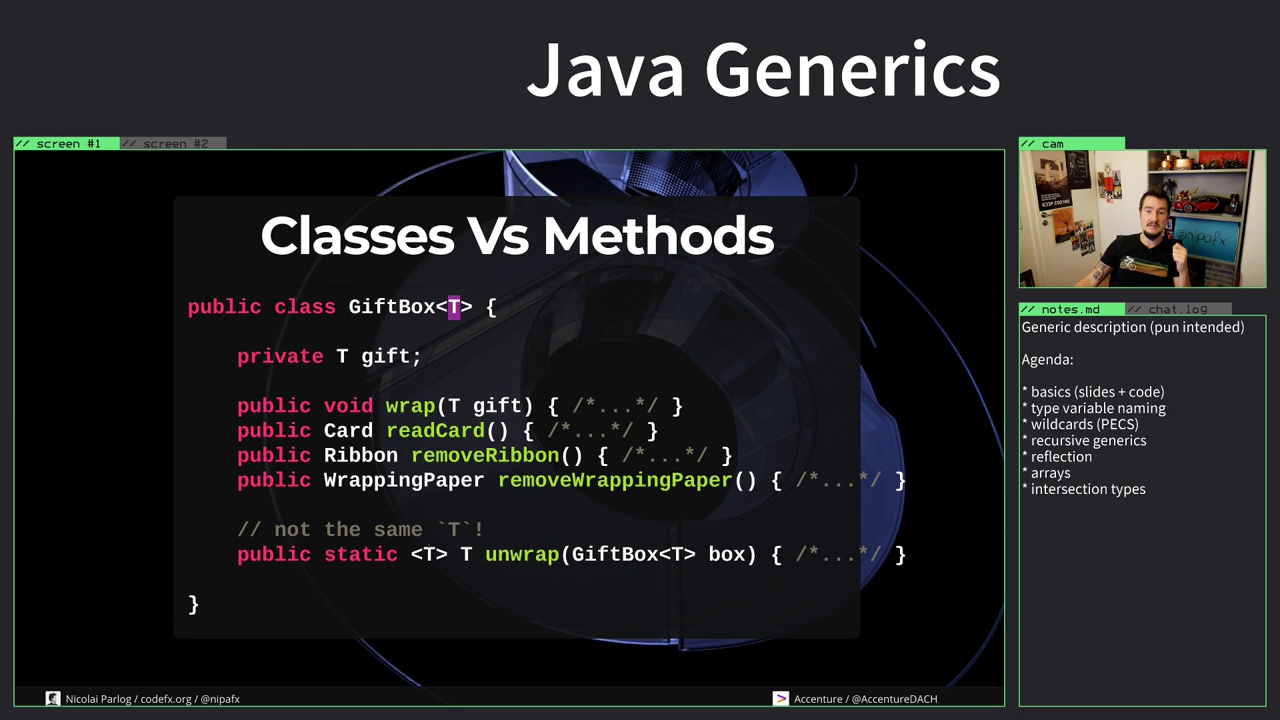 Java Generics
// screen #1
// screen #2
// cam
Classes Vs Methods
public class GiftBox<T> {
private T gift;
public void wrap(T gift) { /*...*/ }
public Card readCard() { /*...*/ }
public Ribbon removeRibbon() { /*...*/ }
public WrappingPaper removeWrappingPaper() { /*...*/ }
// not the same `T`!
public static <T> T unwrap(GiftBox<T> box) { /*...*/ }
}
Nicolai Parlog / codefx.org / @nipafx
Accenture / @AccentureDACH
@nipafx
// notes.md
// chat.log
Generic description (pun intended)
Agenda:
* basics (slides + code)
* type variable naming
* wildcards (PECS)
* recursive generics
* reflection
* arrays
* intersection types